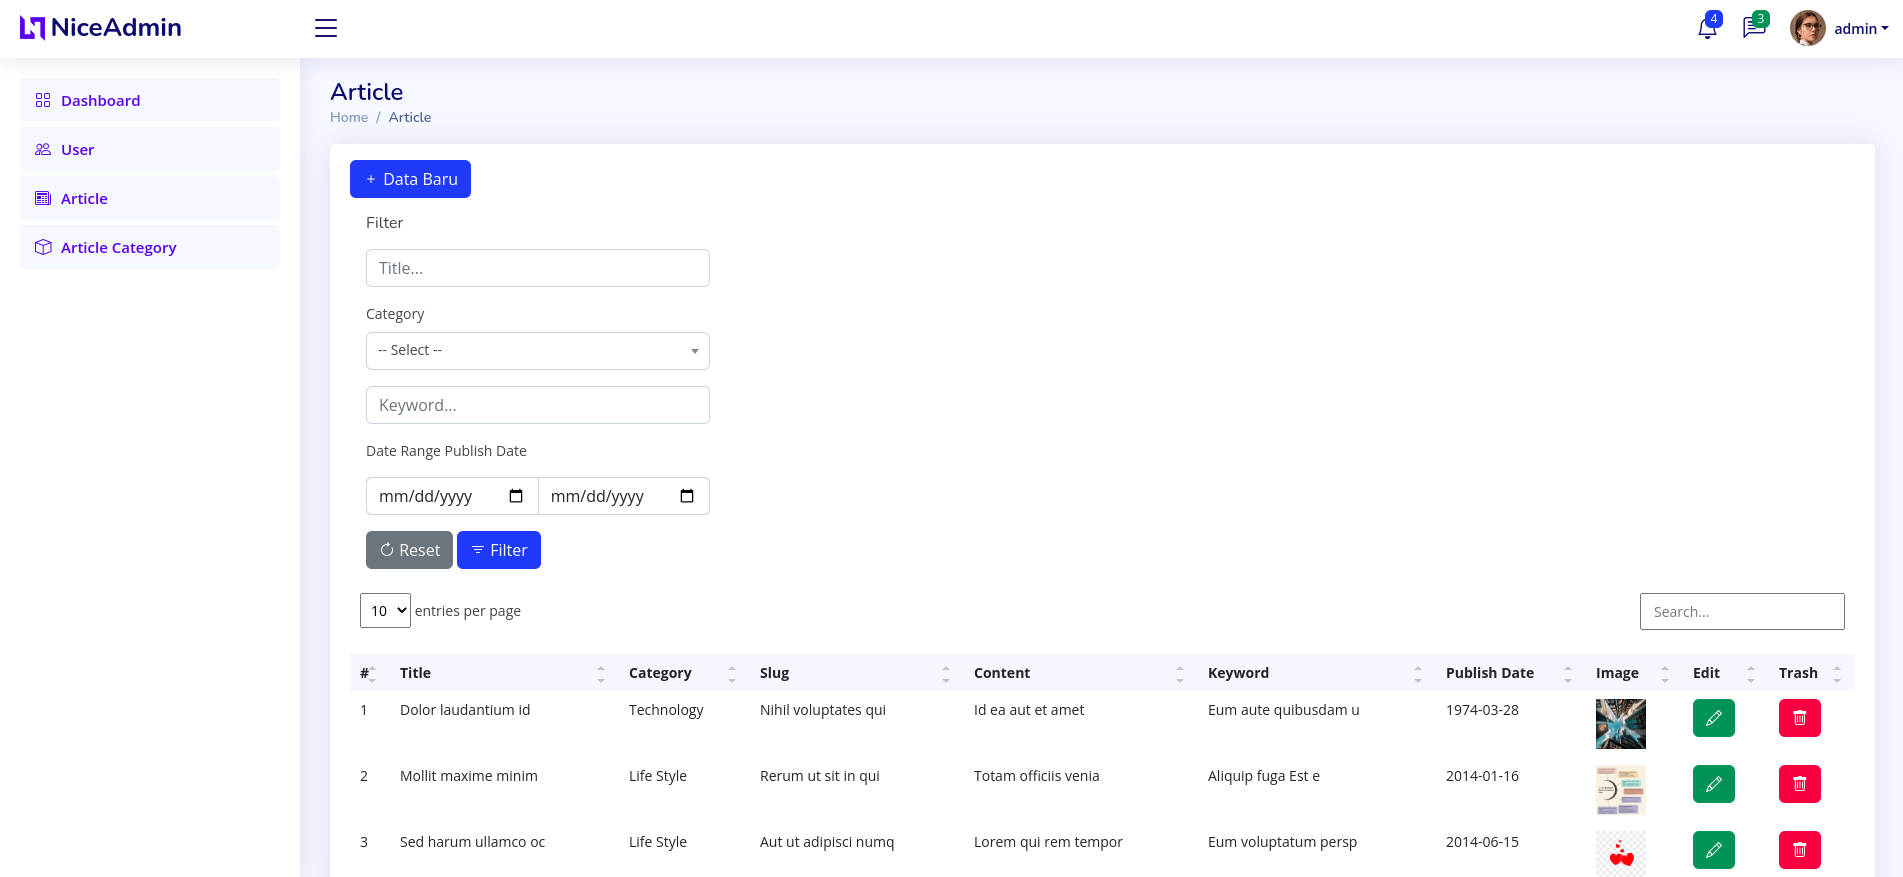 NiceAdmin
4
3
admin
Dashboard
User
Article
Article Category
Article
Home / Article
+ Data Baru
Filter
Title...
Category
-- Select --
Keyword...
Date Range Publish Date
mm/dd/yyyy mm/dd/yyyy
Reset Filter
10 entries per page
Search...
# Title Category Slug Content Keyword Publish Date Image Edit Trash
1 Dolor laudantium id Technology Nihil voluptates qui Id ea aut et amet Eum aute quibusdam u 1974-03-28
2 Mollit maxime minim Life Style Rerum ut sit in qui Totam officiis venia Aliquip fuga Est e 2014-01-16
3 Sed harum ullamco oc Life Style Aut ut adipisci numq Lorem qui rem tempor Eum voluptatum persp 2014-06-15